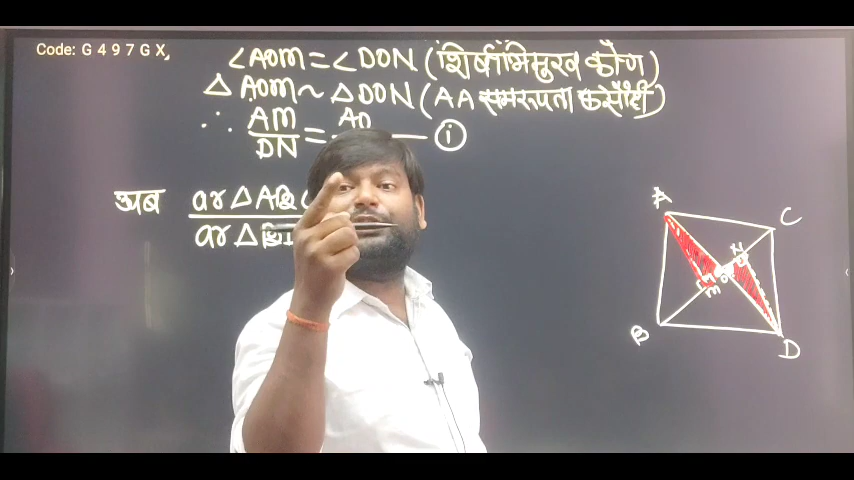 Code: G 4 9 7 G X
∠AOM = ∠DON (शिर्षाभिमुख कोण)
△ AOM ~ △ DON (AA समरूपता कसौटी)
∴ AM/DN = AO — (i)
अब ar △ AB
ar △
A
C
N
O
M
B
D